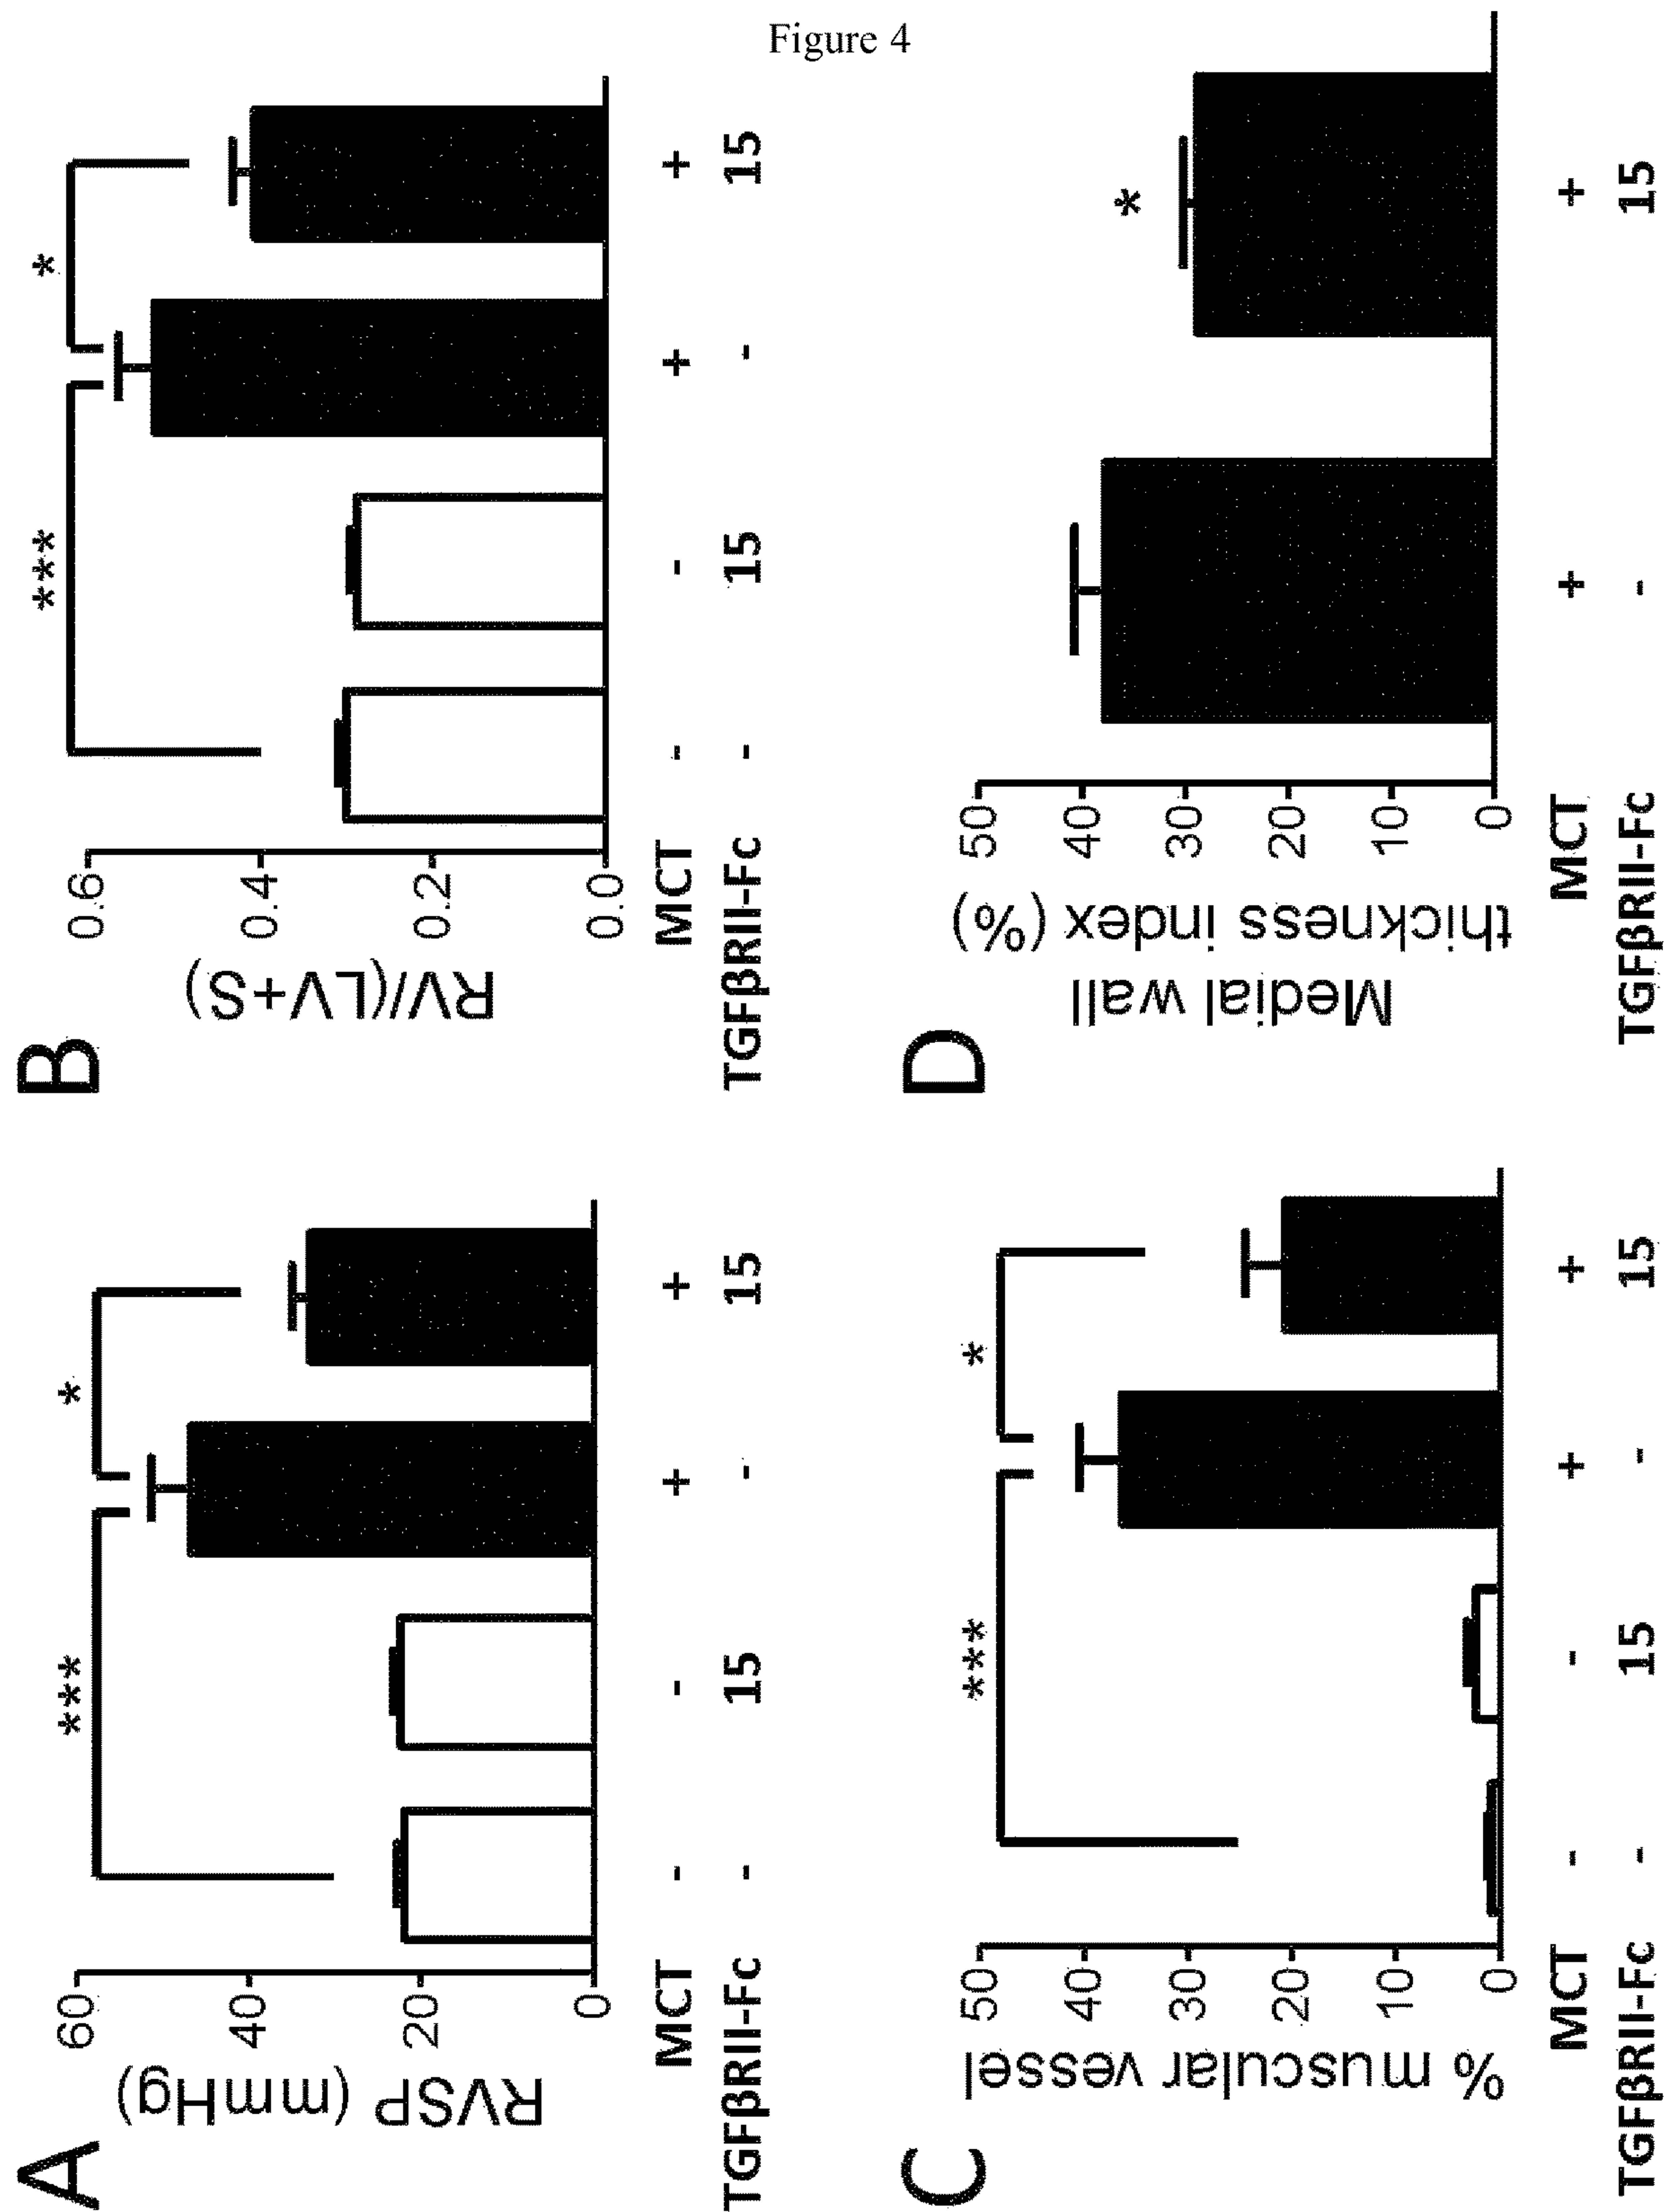 Figure 4
A
RVSP (mmHg)
60
40
20
0
***
*
MCT - - + +
TGFβRII-Fc - 15 - 15
B
RV/(LV+S)
0.6
0.4
0.2
0.0
***
*
MCT - - + +
TGFβRII-Fc - 15 - 15
C
% muscular vessel
50
40
30
20
10
0
***
*
MCT - - + +
TGFβRII-Fc - 15 - 15
D
Medial wall
thickness index (%)
50
40
30
20
10
0
*
MCT + +
TGFβRII-Fc - 15